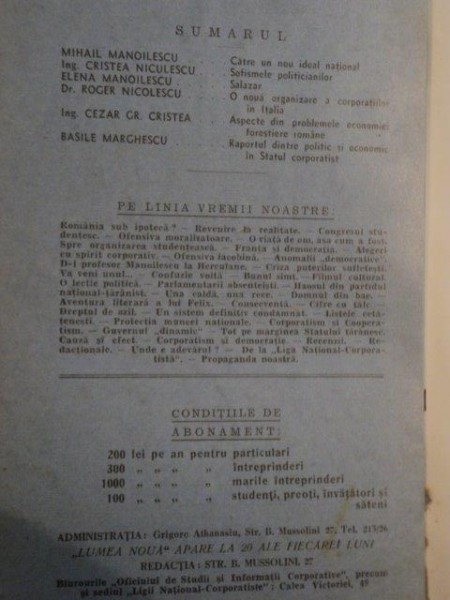 SUMARUL
MIHAIL MANOILESCU . . . Către un nou ideal național
Ing. CRISTEA NICULESCU . . Sofismele politicianilor
ELENA MANOILESCU . . . Salazar
Dr. ROGER NICOLESCU . . . O nouă organizare a corporațiilor
în Italia
Ing. CEZAR GR. CRISTEA . . Aspecte din problemele economiei
forestiere române
BASILE MARGHESCU . . . Raportul dintre politic și economic
în Statul corporatist
PE LINIA VREMII NOASTRE:
România sub ipotecă? — Revenire la realitate. — Congresul stu-
dențesc. — Ofensiva moralizatoare. — O viață de om, așa cum a fost.
Spre organizarea studențească. — Franța și democrația. — Alegeri
cu spirit corporativ. — Ofensiva iacobină. — Anomalii „democratice”.
D-l profesor Manoilescu la Herculane. — Criza puterilor sufletești.
Va veni unul... — Confuzie voită — Bunul simț. — Filmul cultural.
O lecție politică. — Parlamentarii absenteiști. — Haosul din partidul
național-țărănist. — Una caldă, una rece. — Domnul din bae.
Aventura literară a lui Felix. — Consecvență. — Cifre cu tâlc.
Dreptul de azil. — Un sistem definitiv condamnat. — Listele cetă-
țenești. — Protecția muncei naționale. — Corporatism și Coopera-
tism. — Guvernul „dinamic” — Tot pe marginea Statului țărănesc.
Cauză și efect. — Corporatism și democrație. — Recenzii. — Re-
dacționale. — Unde e adevărul? — De la „Liga Național-Corpora-
tistă”. — Propaganda noastră.
CONDIȚIILE DE
ABONAMENT:
200 lei pe an pentru particulari
300 „ „ „ „ întreprinderi
1000 „ „ „ „ marile întreprinderi
100 „ „ „ „ studenți, preoți, învățători și
săteni
ADMINISTRAȚIA: Grigore Athanasiu, Str. B. Mussolini 27, Tel. 217/26
„LUMEA NOUĂ” APARE LA 20 ALE FIECĂREI LUNI
REDACȚIA: STR. B. MUSSOLINI, 27
Biurourile „Oficiului de Studii și Informații Corporative”, precum
și sediul „Ligii Național-Corporatiste”: Calea Victoriei, 40